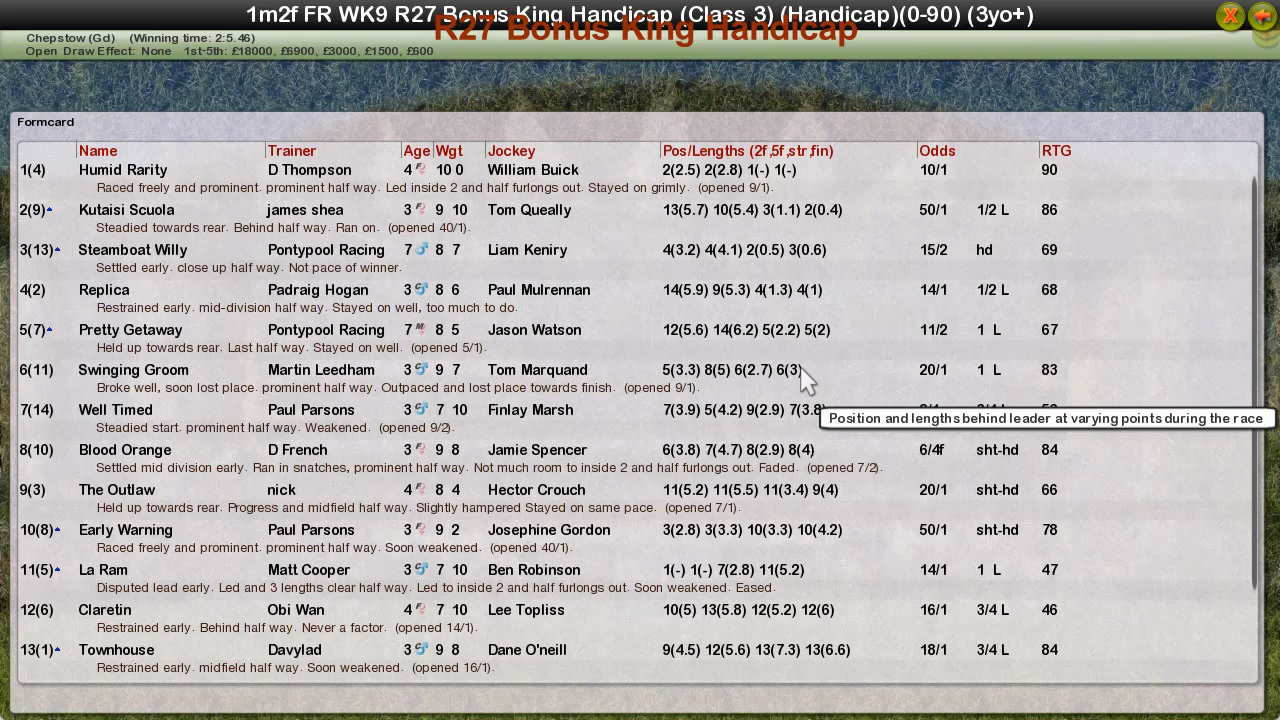 1m2f FR WK9 R27 Bonus King Handicap (Class 3) (Handicap)(0-90) (3yo+)
R27 Bonus King Handicap
Chepstow (Gd) (Winning time: 2:5.46)
Open Draw Effect: None 1st-5th: £18000, £6900, £3000, £1500, £600
Formcard
Name Trainer Age Wgt Jockey Pos/Lengths (2f,5f,str,fin) Odds RTG
1(4) Humid Rarity D Thompson 4 10 0 William Buick 2(2.5) 2(2.8) 1(-) 1(-) 10/1 90
Raced freely and prominent. prominent half way. Led inside 2 and half furlongs out. Stayed on grimly. (opened 9/1).
2(9) Kutaisi Scuola james shea 3 9 10 Tom Queally 13(5.7) 10(5.4) 3(1.1) 2(0.4) 50/1 1/2 L 86
Steadied towards rear. Behind half way. Ran on. (opened 40/1).
3(13) Steamboat Willy Pontypool Racing 7 8 7 Liam Keniry 4(3.2) 4(4.1) 2(0.5) 3(0.6) 15/2 hd 69
Settled early. close up half way. Not pace of winner.
4(2) Replica Padraig Hogan 3 8 6 Paul Mulrennan 14(5.9) 9(5.3) 4(1.3) 4(1) 14/1 1/2 L 68
Restrained early. mid-division half way. Stayed on well, too much to do.
5(7) Pretty Getaway Pontypool Racing 7 8 5 Jason Watson 12(5.6) 14(6.2) 5(2.2) 5(2) 11/2 1 L 67
Held up towards rear. Last half way. Stayed on well. (opened 5/1).
6(11) Swinging Groom Martin Leedham 3 9 7 Tom Marquand 5(3.3) 8(5) 6(2.7) 6(3) 20/1 1 L 83
Broke well, soon lost place. prominent half way. Outpaced and lost place towards finish. (opened 9/1).
7(14) Well Timed Paul Parsons 3 7 10 Finlay Marsh 7(3.9) 5(4.2) 9(2.9) 7(3.8)
Position and lengths behind leader at varying points during the race
Steadied start. prominent half way. Weakened. (opened 9/2).
8(10) Blood Orange D French 3 9 8 Jamie Spencer 6(3.8) 7(4.7) 8(2.9) 8(4) 6/4f sht-hd 84
Settled mid division early. Ran in snatches, prominent half way. Not much room to inside 2 and half furlongs out. Faded. (opened 7/2).
9(3) The Outlaw nick 4 8 4 Hector Crouch 11(5.2) 11(5.5) 11(3.4) 9(4) 20/1 sht-hd 66
Held up towards rear. Progress and midfield half way. Slightly hampered Stayed on same pace. (opened 7/1).
10(8) Early Warning Paul Parsons 3 9 2 Josephine Gordon 3(2.8) 3(3.3) 10(3.3) 10(4.2) 50/1 sht-hd 78
Raced freely and prominent. prominent half way. Soon weakened. (opened 40/1).
11(5) La Ram Matt Cooper 3 7 10 Ben Robinson 1(-) 1(-) 7(2.8) 11(5.2) 14/1 1 L 47
Disputed lead early. Led and 3 lengths clear half way. Led to inside 2 and half furlongs out. Soon weakened. Eased.
12(6) Claretin Obi Wan 4 7 10 Lee Topliss 10(5) 13(5.8) 12(5.2) 12(6) 16/1 3/4 L 46
Restrained early. Behind half way. Never a factor. (opened 14/1).
13(1) Townhouse Davylad 3 9 8 Dane O'neill 9(4.5) 12(5.6) 13(7.3) 13(6.6) 18/1 3/4 L 84
Restrained early. midfield half way. Soon weakened. (opened 16/1).